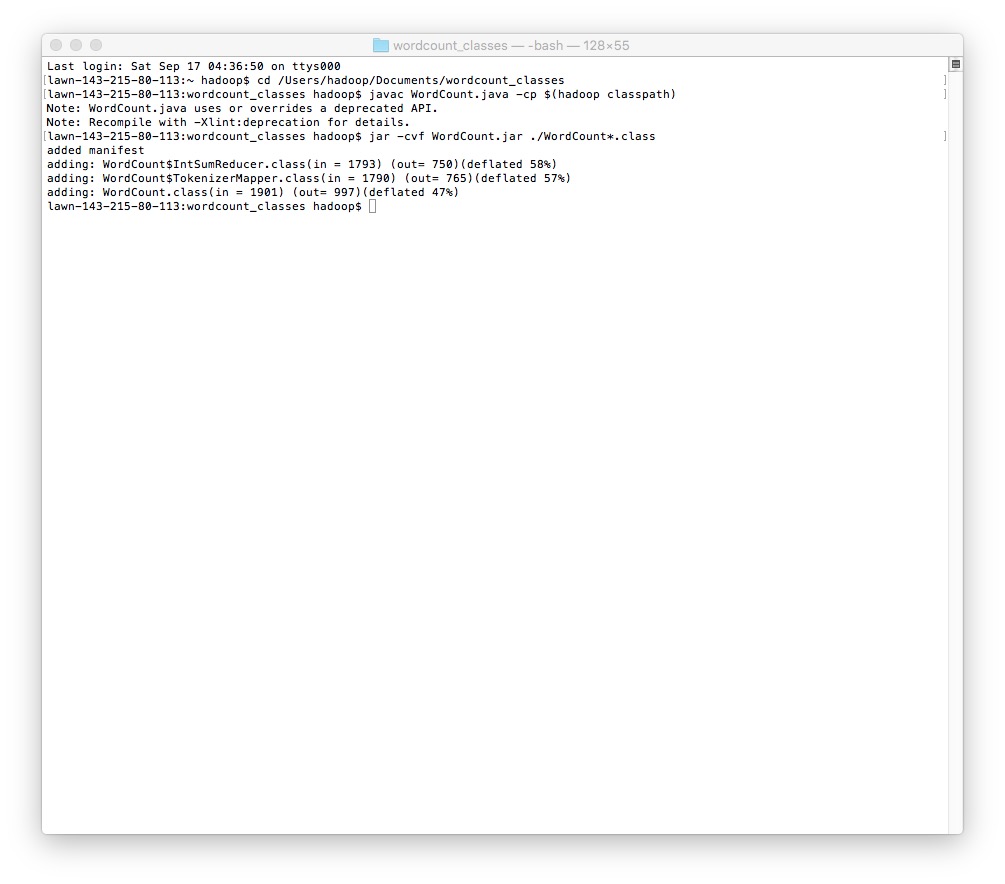 wordcount_classes — -bash — 128×55
Last login: Sat Sep 17 04:36:50 on ttys000
[lawn-143-215-80-113:~ hadoop$ cd /Users/hadoop/Documents/wordcount_classes ]
[lawn-143-215-80-113:wordcount_classes hadoop$ javac WordCount.java -cp $(hadoop classpath) ]
Note: WordCount.java uses or overrides a deprecated API.
Note: Recompile with -Xlint:deprecation for details.
[lawn-143-215-80-113:wordcount_classes hadoop$ jar -cvf WordCount.jar ./WordCount*.class ]
added manifest
adding: WordCount$IntSumReducer.class(in = 1793) (out= 750)(deflated 58%)
adding: WordCount$TokenizerMapper.class(in = 1790) (out= 765)(deflated 57%)
adding: WordCount.class(in = 1901) (out= 997)(deflated 47%)
lawn-143-215-80-113:wordcount_classes hadoop$